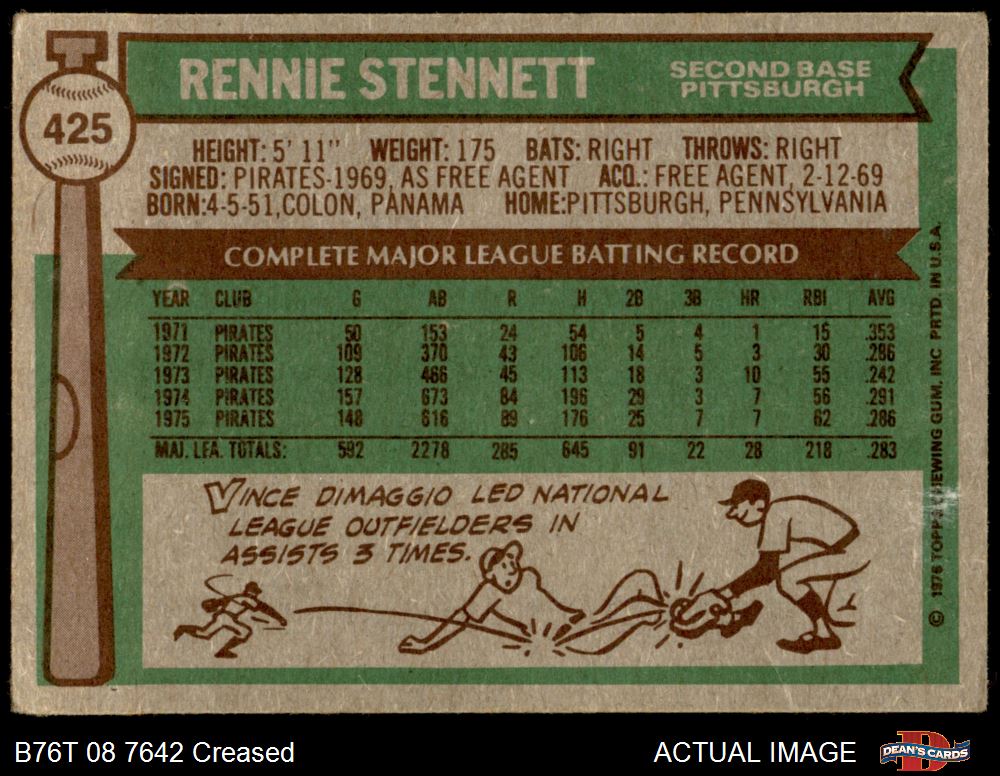 425
RENNIE STENNETT
SECOND BASE
PITTSBURGH
HEIGHT: 5' 11" WEIGHT: 175 BATS: RIGHT THROWS: RIGHT
SIGNED: PIRATES-1969, AS FREE AGENT ACQ.: FREE AGENT, 2-12-69
BORN:4-5-51,COLON, PANAMA HOME:PITTSBURGH, PENNSYLVANIA
COMPLETE MAJOR LEAGUE BATTING RECORD
YEAR CLUB G AB R H 2B 3B HR RBI AVG
1971 PIRATES 50 153 24 54 5 4 1 15 .353
1972 PIRATES 109 370 43 106 14 5 3 30 .286
1973 PIRATES 128 466 45 113 18 3 10 55 .242
1974 PIRATES 157 673 84 196 29 3 7 56 .291
1975 PIRATES 148 616 89 176 25 7 7 62 .286
MAJ. LEA. TOTALS: 592 2278 285 645 91 22 28 218 .283
VINCE DIMAGGIO LED NATIONAL
LEAGUE OUTFIELDERS IN
ASSISTS 3 TIMES.
© 1976 TOPPS CHEWING GUM, INC PRTD. IN U.S.A.
B76T 08 7642 Creased
ACTUAL IMAGE
DEAN'S CARDS